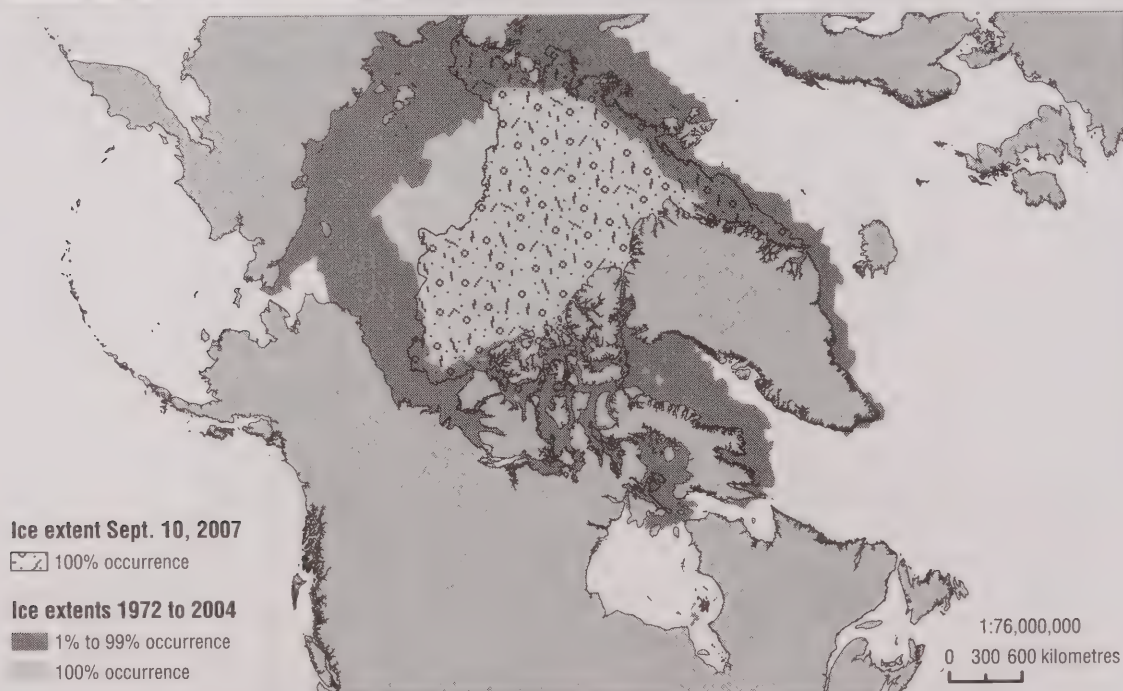 Ice extent Sept. 10, 2007
100% occurrence
Ice extents 1972 to 2004
1% to 99% occurrence
100% occurrence
1:76,000,000
0 300 600 kilometres